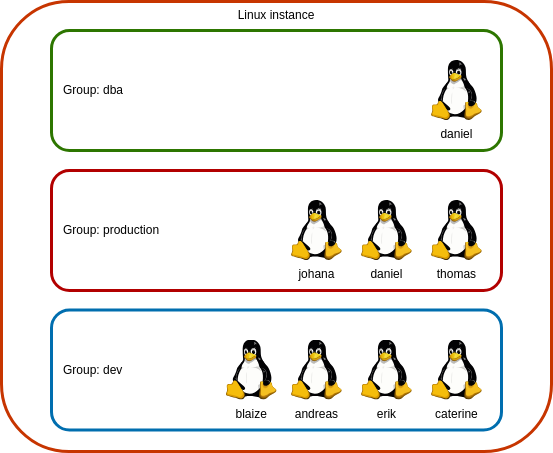 Linux instance
Group: dba
daniel
Group: production
johana daniel thomas
Group: dev
blaize andreas erik caterine